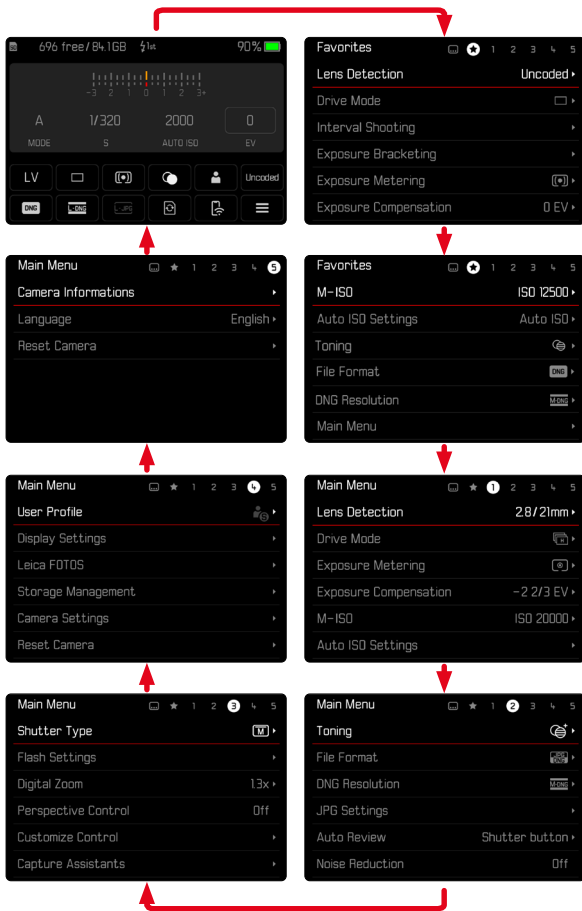 696 free/84.1GB 1st 90%
-3 2 1 0 1 2 3+
A 1/320 2000 0
MODE S AUTO ISO EV
LV Uncoded
DNG L-DNG L-JPG
Favorites 1 2 3 4 5
Lens Detection Uncoded
Drive Mode
Interval Shooting
Exposure Bracketing
Exposure Metering
Exposure Compensation 0 EV
Main Menu 1 2 3 4 5
Camera Informations
Language English
Reset Camera
Favorites 1 2 3 4 5
M-ISO ISO 12500
Auto ISO Settings Auto ISO
Toning
File Format DNG
DNG Resolution M-DNG
Main Menu
Main Menu 1 2 3 4 5
User Profile
Display Settings
Leica FOTOS
Storage Management
Camera Settings
Reset Camera
Main Menu 1 2 3 4 5
Lens Detection 2.8/21mm
Drive Mode
Exposure Metering
Exposure Compensation -2 2/3 EV
M-ISO ISO 20000
Auto ISO Settings
Main Menu 1 2 3 4 5
Shutter Type M
Flash Settings
Digital Zoom 1.3x
Perspective Control Off
Customize Control
Capture Assistants
Main Menu 1 2 3 4 5
Toning
File Format JPG DNG
DNG Resolution M-DNG
JPG Settings
Auto Review Shutter button
Noise Reduction Off